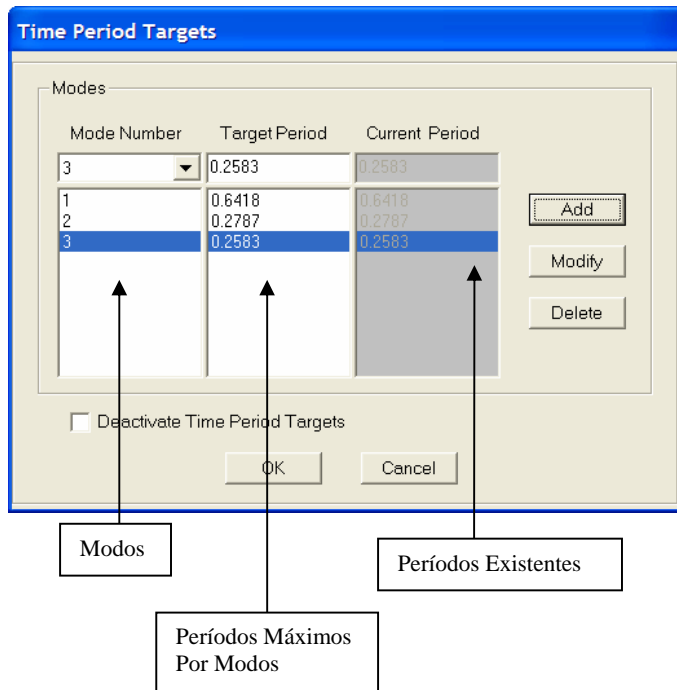 Time Period Targets
Modes
Mode Number Target Period Current Period
3 0.2583 0.2583
1 0.6418 0.6418
2 0.2787 0.2787
3 0.2583 0.2583
Add
Modify
Delete
Deactivate Time Period Targets
OK Cancel
Modos
Períodos Existentes
Períodos Máximos
Por Modos